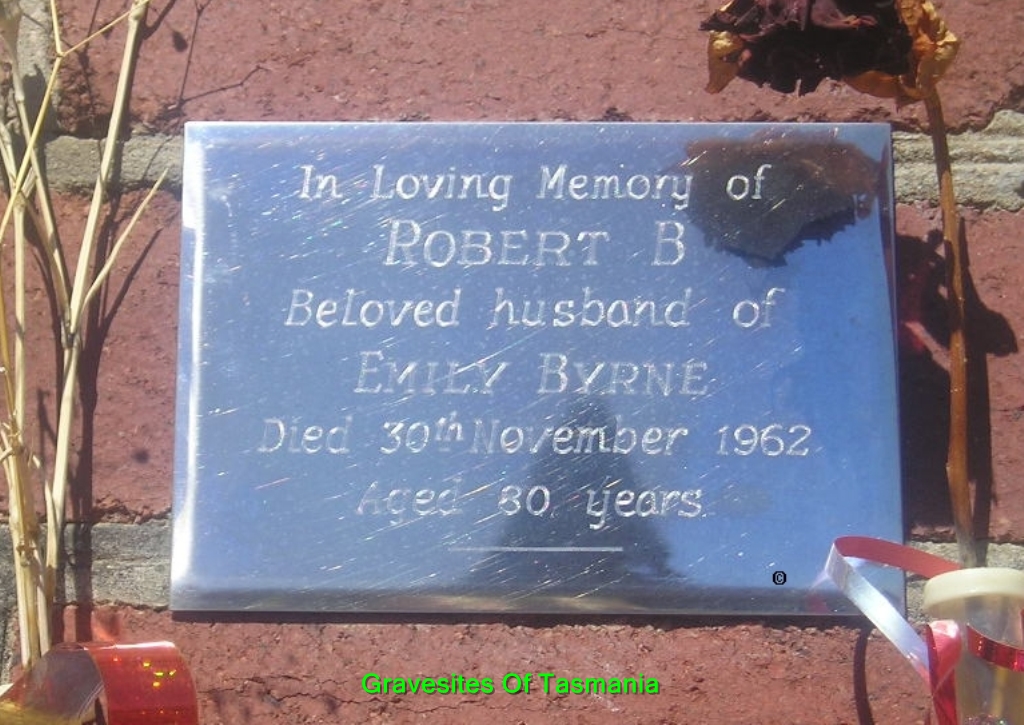 In Loving Memory of
ROBERT B
Beloved husband of
EMILY BYRNE
Died 30th November 1962
Aged 80 years
©
Gravesites Of Tasmania